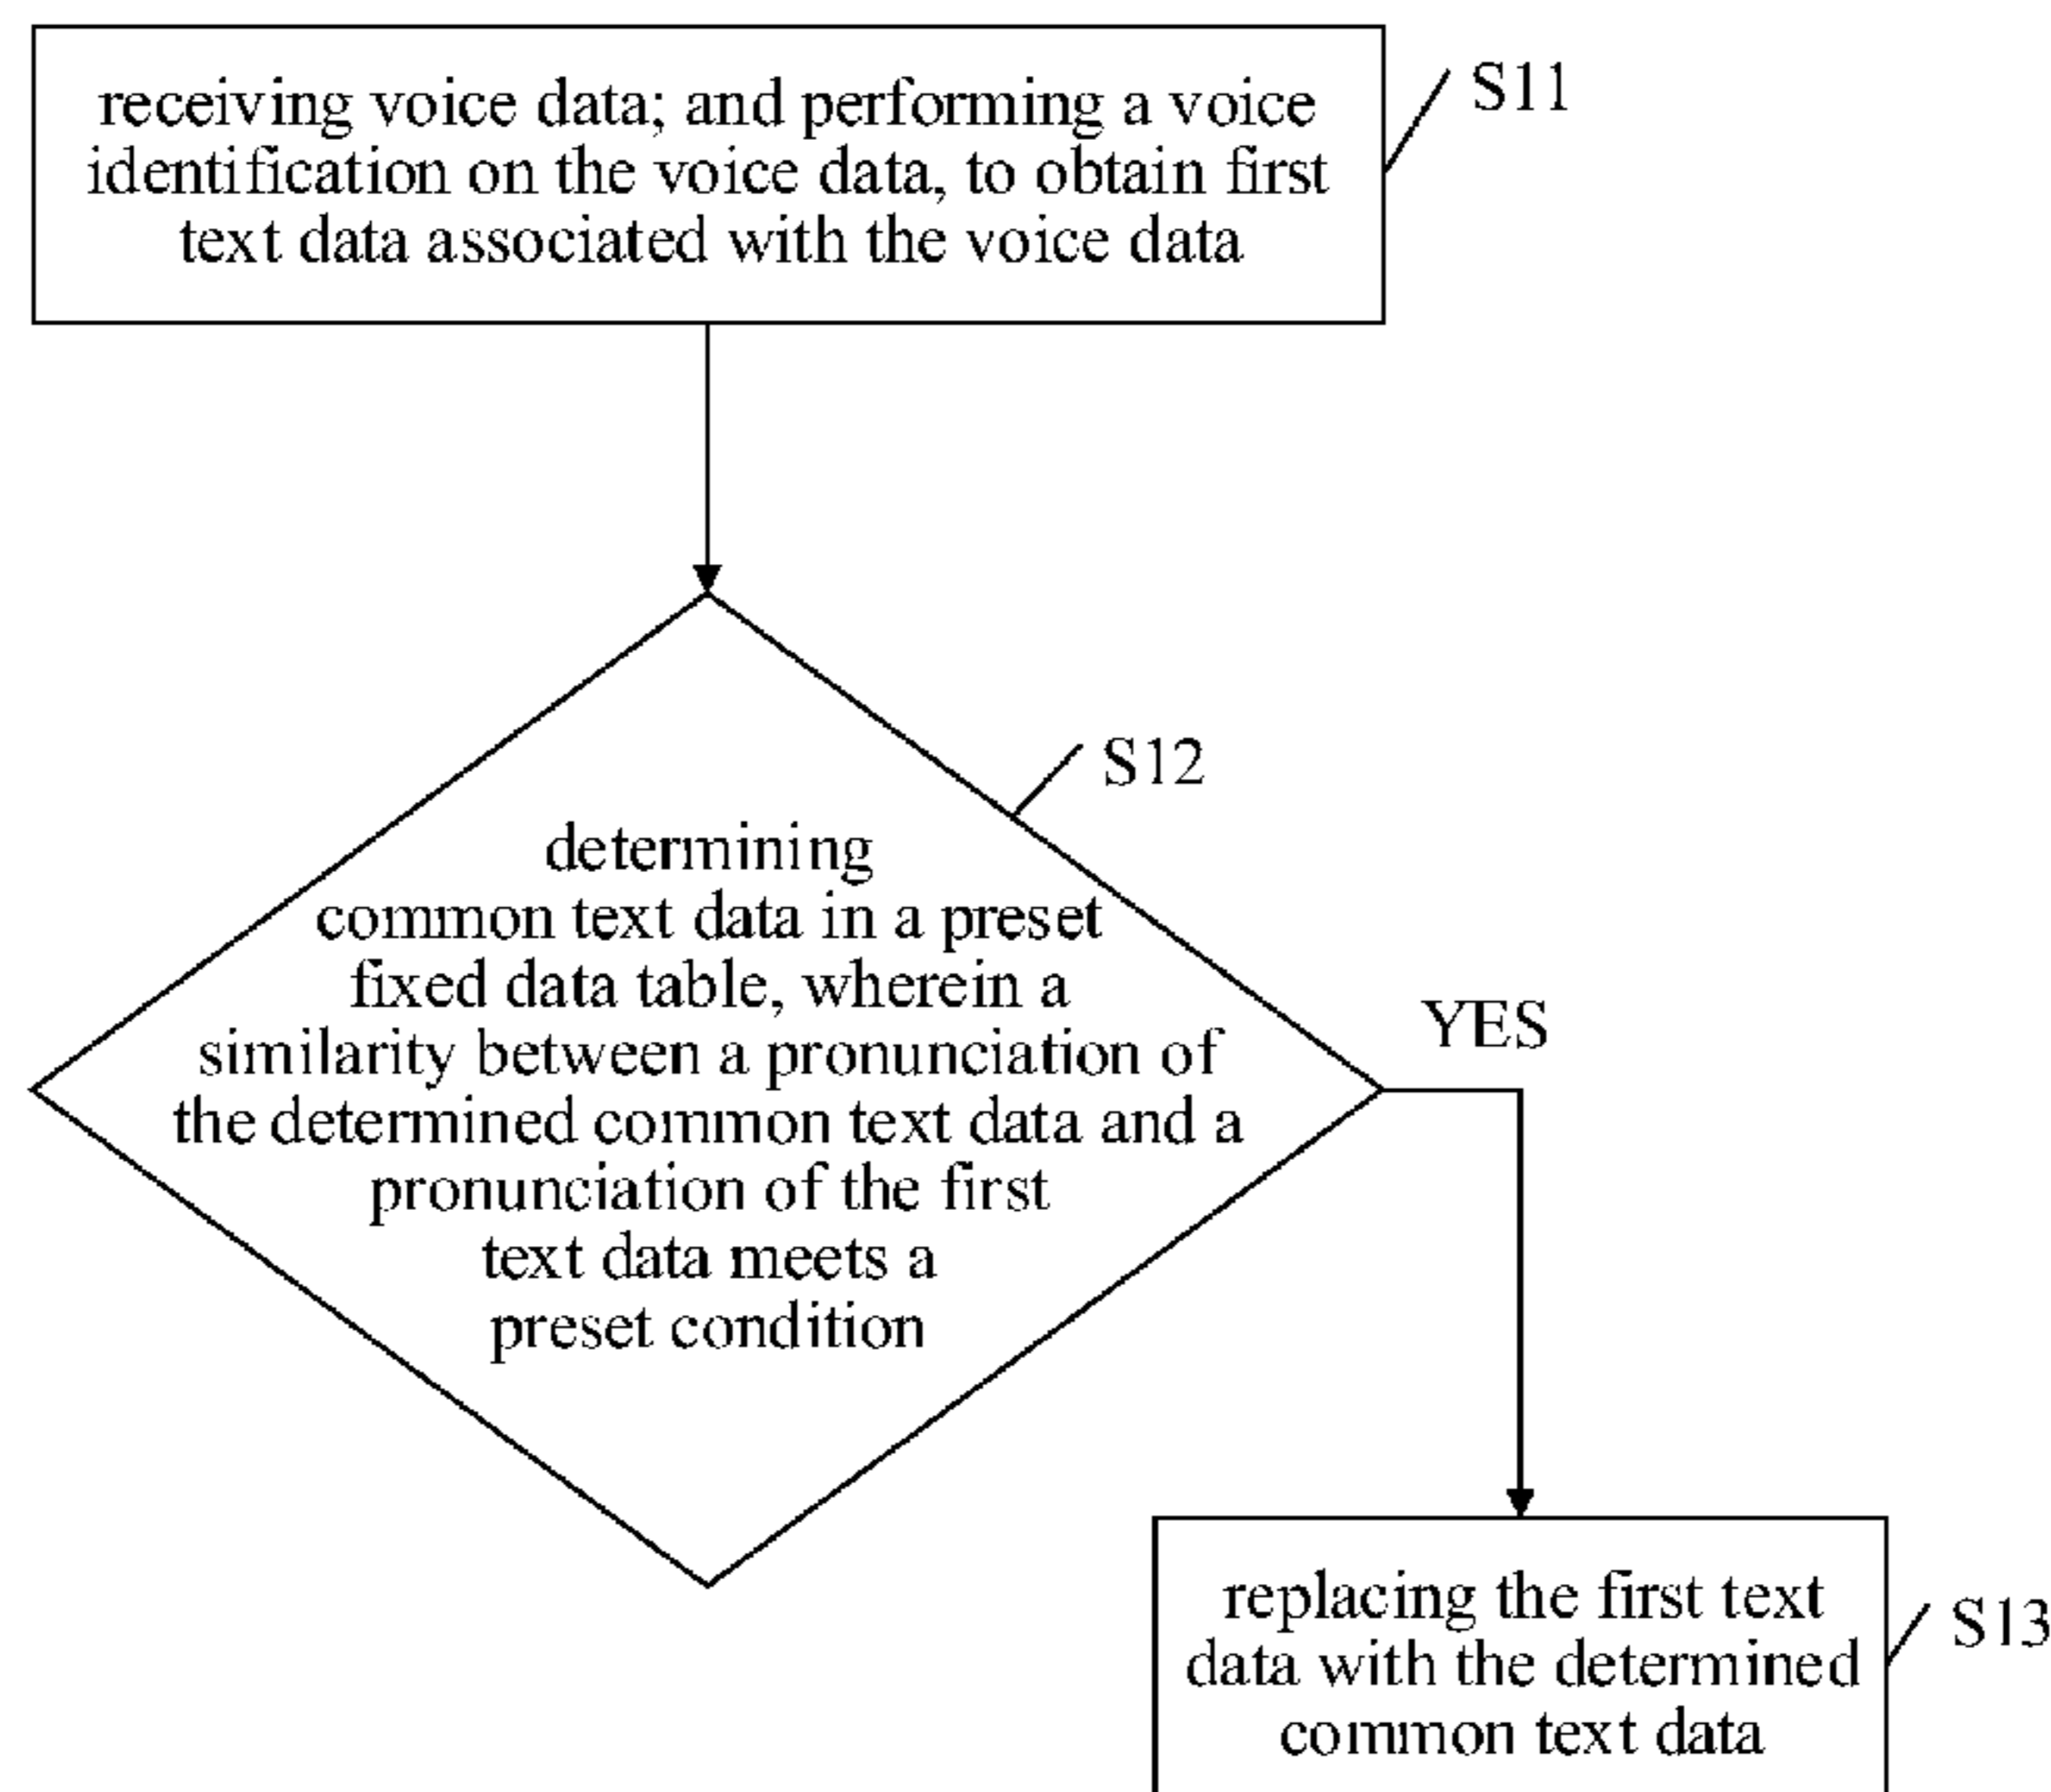 receiving voice data; and performing a voice
identification on the voice data, to obtain first
text data associated with the voice data
S11
S12
determining
common text data in a preset
fixed data table, wherein a
similarity between a pronunciation of
the determined common text data and a
pronunciation of the first
text data meets a
preset condition
YES
replacing the first text
data with the determined
common text data
S13